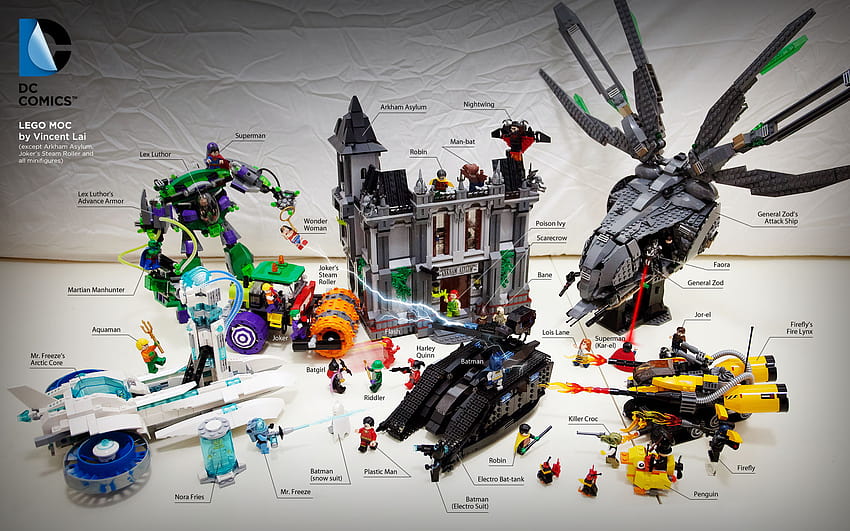 DC
COMICS™
LEGO MOC
by Vincent Lai
(except Arkham Asylum,
Joker's Steam Roller and
all minifigures)
Superman
Lex Luthor
Lex Luthor's
Advance Armor
Wonder
Woman
Martian Manhunter
Joker's
Steam
Roller
Joker
Aquaman
Mr. Freeze's
Arctic Core
Arkham Asylum
Nightwing
Robin
Man-bat
Poison Ivy
Scarecrow
ARKHAM ASYLUM
Bane
General Zod's
Attack Ship
Faora
General Zod
Jor-el
Lois Lane
Superman
(Kar-el)
Firefly's
Fire Lynx
Flash
Harley
Quinn
Batgirl
Riddler
Batman
Killer Croc
Nora Fries
Mr. Freeze
Batman
(snow suit)
Plastic Man
Robin
Electro Bat-tank
Batman
(Electro Suit)
Firefly
Penguin